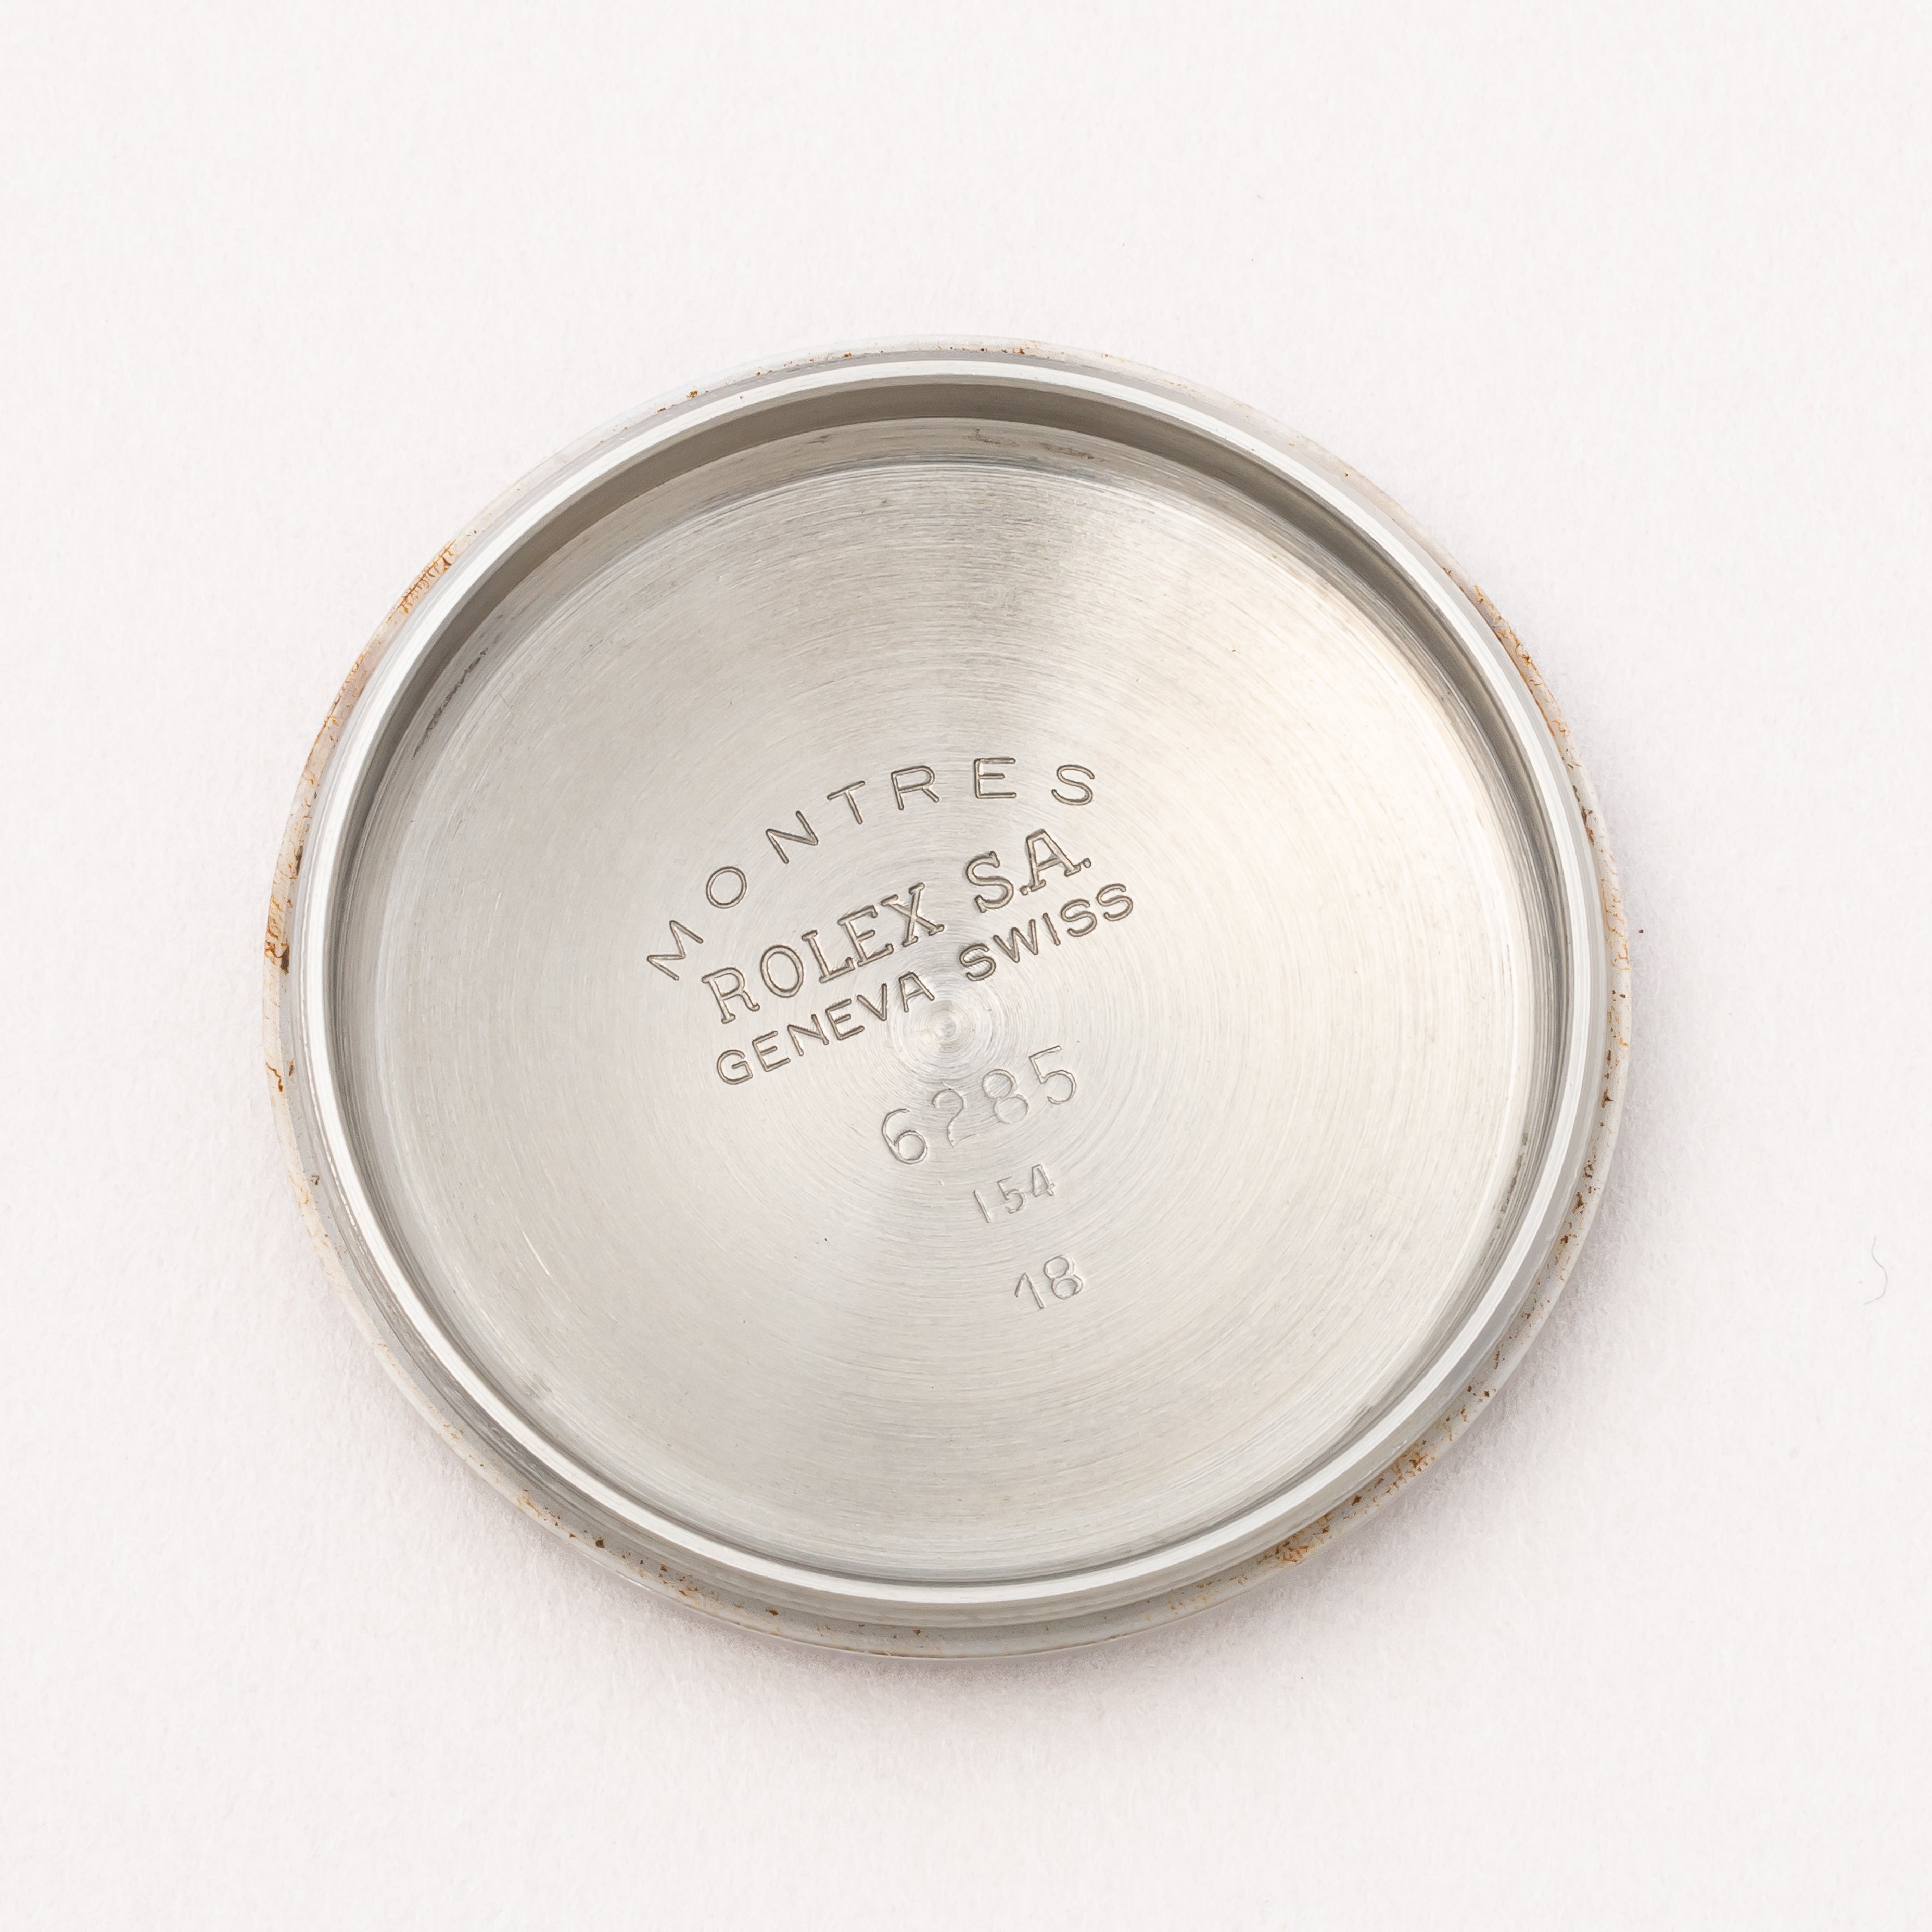 MONTRES
ROLEX S.A.
GENEVA SWISS
6285
154
18